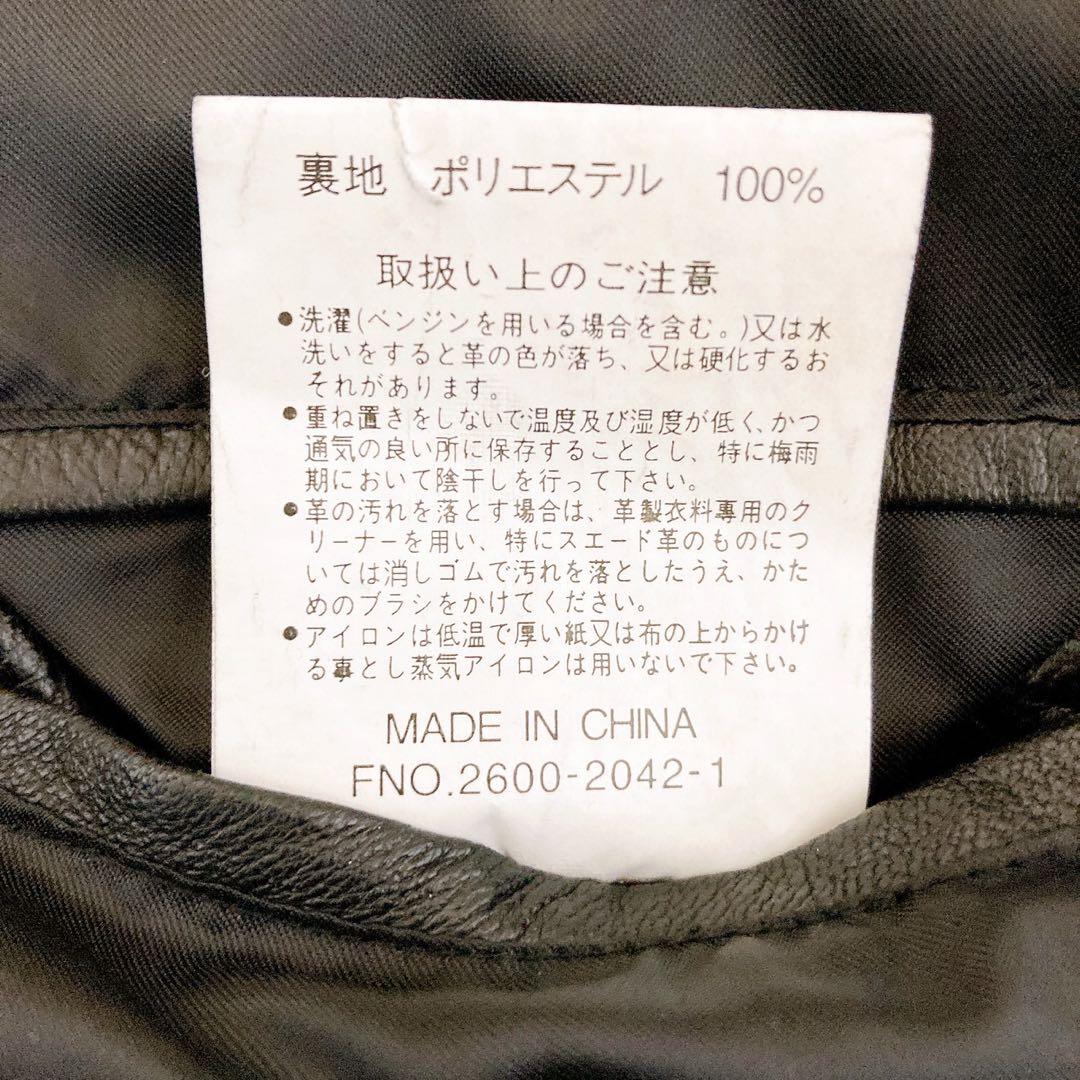 裏地　ポリエステル　100%
取扱い上のご注意
●洗濯(ベンジンを用いる場合を含む。)又は水
洗いをすると革の色が落ち、又は硬化するお
それがあります。
●重ね置きをしないで温度及び湿度が低く、かつ
通気の良い所に保存することとし、特に梅雨
期において陰干しを行って下さい。
●革の汚れを落とす場合は、革製衣料専用のク
リーナーを用い、特にスエード革のものにつ
いては消しゴムで汚れを落としたうえ、かた
めのブラシをかけてください。
●アイロンは低温で厚い紙又は布の上からかけ
る事とし蒸気アイロンは用いないで下さい。
MADE IN CHINA
FNO.2600-2042-1